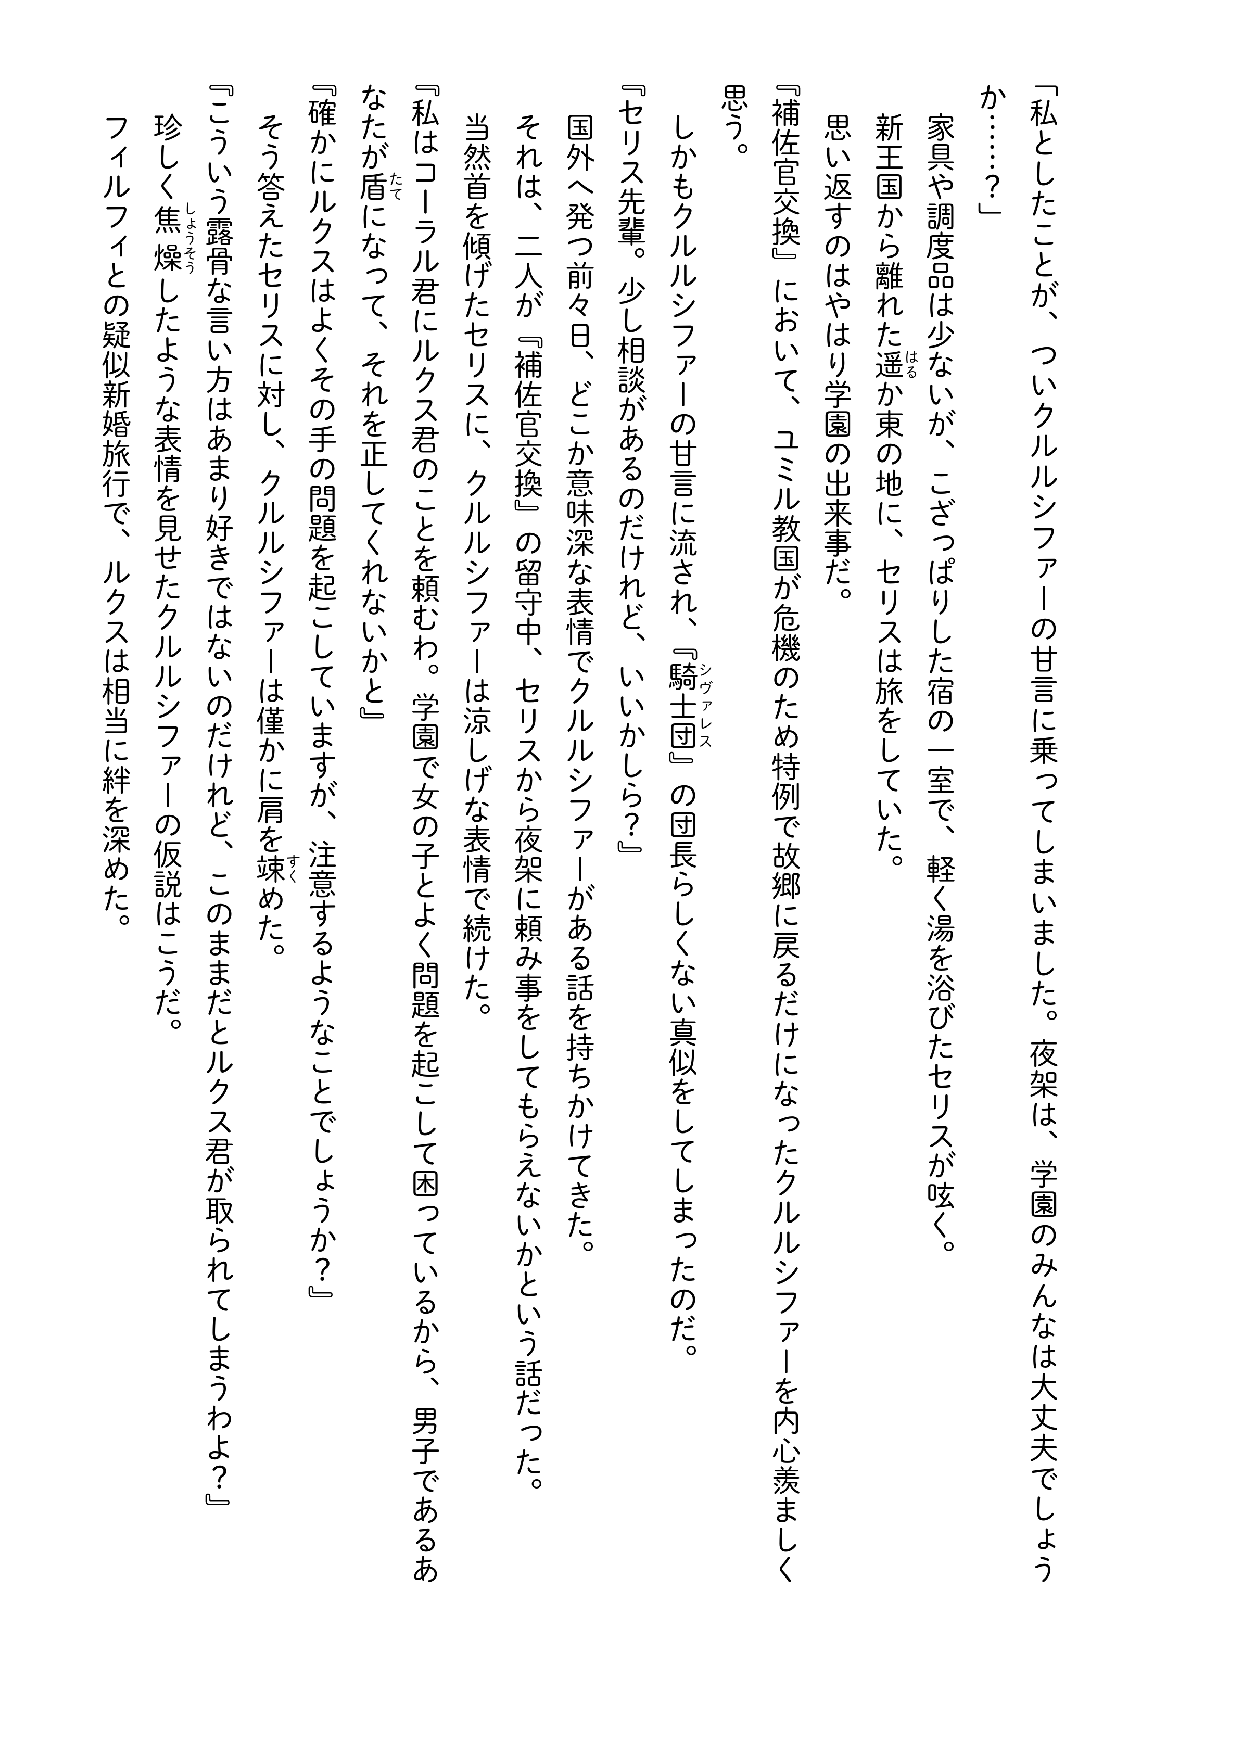 「私としたことが、ついクルルシファーの甘言に乗ってしまいました。夜架は、学園のみんなは大丈夫でしょう
か……？」
家具や調度品は少ないが、こざっぱりした宿の一室で、軽く湯を浴びたセリスが呟く。
新王国から離れた遥か東の地に、セリスは旅をしていた。
思い返すのはやはり学園の出来事だ。
『補佐官交換』において、ユミル教国が危機のため特例で故郷に戻るだけになったクルルシファーを内心羨ましく
思う。
しかもクルルシファーの甘言に流され、『騎士団』の団長らしくない真似をしてしまったのだ。
『セリス先輩。少し相談があるのだけれど、いいかしら？』
国外へ発つ前々日、どこか意味深な表情でクルルシファーがある話を持ちかけてきた。
それは、二人が『補佐官交換』の留守中、セリスから夜架に頼み事をしてもらえないかという話だった。
当然首を傾げたセリスに、クルルシファーは涼しげな表情で続けた。
『私はコーラル君にルクス君のことを頼むわ。学園で女の子とよく問題を起こして困っているから、男子であるあ
なたが盾になって、それを正してくれないかと』
『確かにルクスはよくその手の問題を起こしていますが、注意するようなことでしょうか？』
そう答えたセリスに対し、クルルシファーは僅かに肩を竦めた。
『こういう露骨な言い方はあまり好きではないのだけれど、このままだとルクス君が取られてしまうわよ？』
珍しく焦燥したような表情を見せたクルルシファーの仮説はこうだ。
フィルフィとの疑似新婚旅行で、ルクスは相当に絆を深めた。